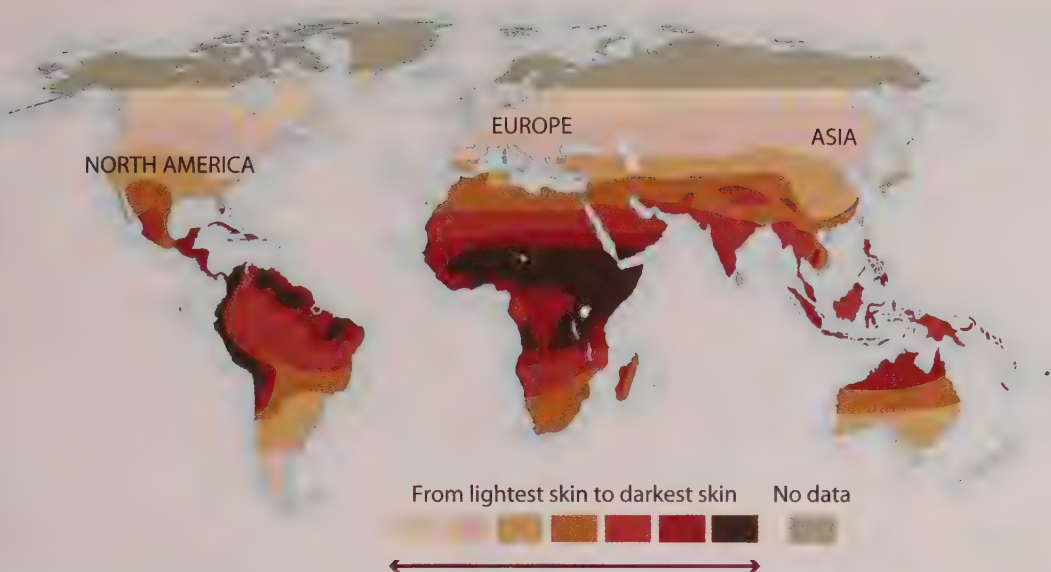 EUROPE
ASIA
NORTH AMERICA
From lightest skin to darkest skin No data